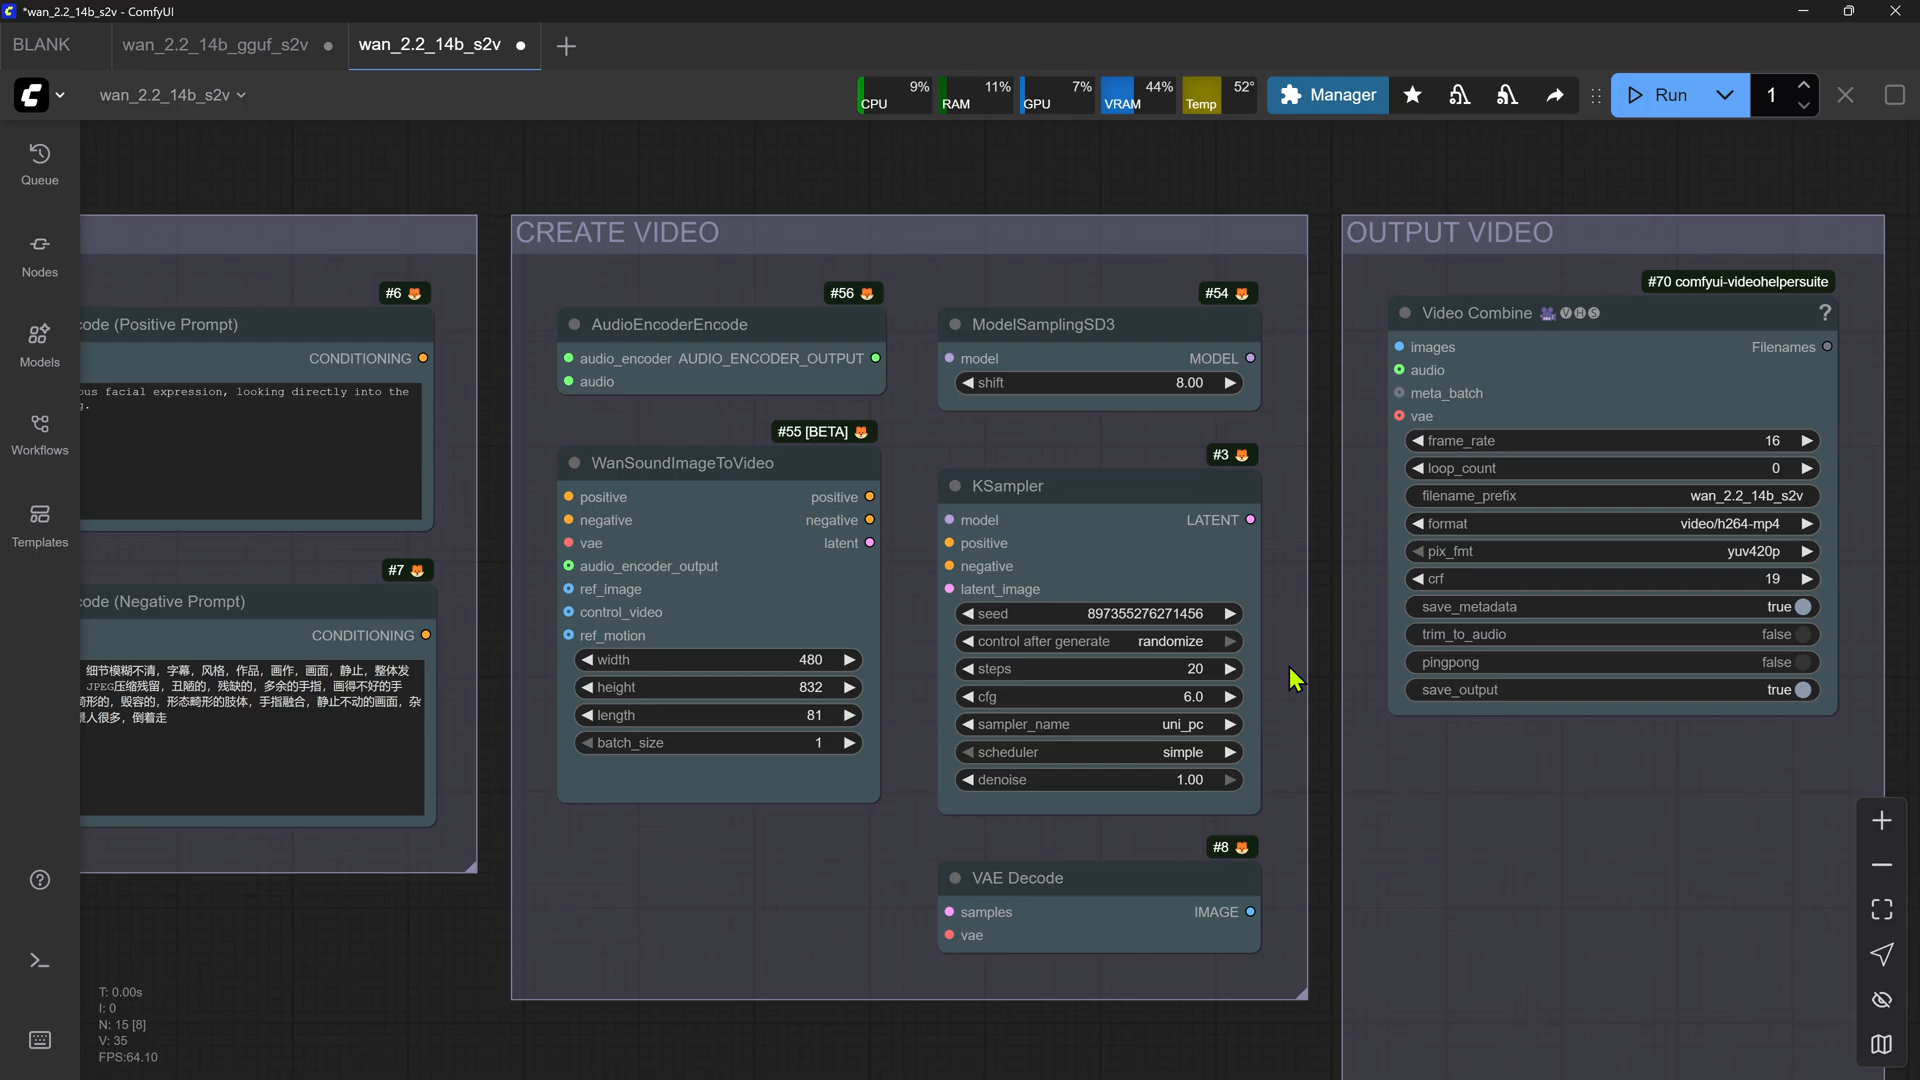 *wan_2.2_14b_s2v - ComfyUI
BLANK
wan_2.2_14b_gguf_s2v
wan_2.2_14b_s2v
wan_2.2_14b_s2v
CPU 9%
RAM 11%
GPU 7%
VRAM 44%
Temp 52°
Manager
Run
1
Queue
Nodes
Models
Workflows
Templates
#6
code (Positive Prompt)
CONDITIONING
ous facial expression, looking directly into the
g.
#7
code (Negative Prompt)
CONDITIONING
细节模糊不清，字幕，风格，作品，画作，画面，静止，整体发
JPEG压缩残留，丑陋的，残缺的，多余的手指，画得不好的手
畸形的，毁容的，形态畸形的肢体，手指融合，静止不动的画面，杂
景人很多，倒着走
CREATE VIDEO
#56
AudioEncoderEncode
audio_encoder AUDIO_ENCODER_OUTPUT
audio
#55 [BETA]
WanSoundImageToVideo
positive positive
negative negative
vae latent
audio_encoder_output
ref_image
control_video
ref_motion
width 480
height 832
length 81
batch_size 1
#54
ModelSamplingSD3
model MODEL
shift 8.00
#3
KSampler
model LATENT
positive
negative
latent_image
seed 897355276271456
control after generate randomize
steps 20
cfg 6.0
sampler_name uni_pc
scheduler simple
denoise 1.00
#8
VAE Decode
samples IMAGE
vae
OUTPUT VIDEO
#70 comfyui-videohelpersuite
Video Combine VHS ?
images Filenames
audio
meta_batch
vae
frame_rate 16
loop_count 0
filename_prefix wan_2.2_14b_s2v
format video/h264-mp4
pix_fmt yuv420p
crf 19
save_metadata true
trim_to_audio false
pingpong false
save_output true
T: 0.00s
I: 0
N: 15 [8]
V: 35
FPS:64.10